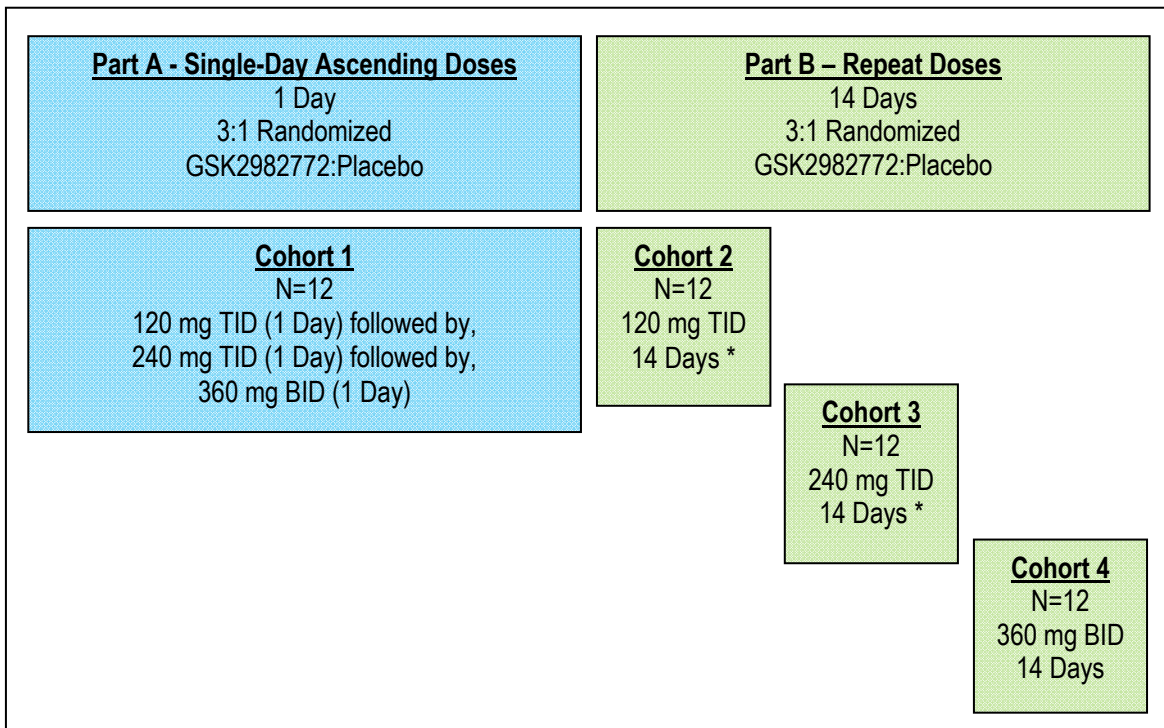 Part A - Single-Day Ascending Doses
1 Day
3:1 Randomized
GSK2982772:Placebo
Part B – Repeat Doses
14 Days
3:1 Randomized
GSK2982772:Placebo
Cohort 1
N=12
120 mg TID (1 Day) followed by,
240 mg TID (1 Day) followed by,
360 mg BID (1 Day)
Cohort 2
N=12
120 mg TID
14 Days *
Cohort 3
N=12
240 mg TID
14 Days *
Cohort 4
N=12
360 mg BID
14 Days